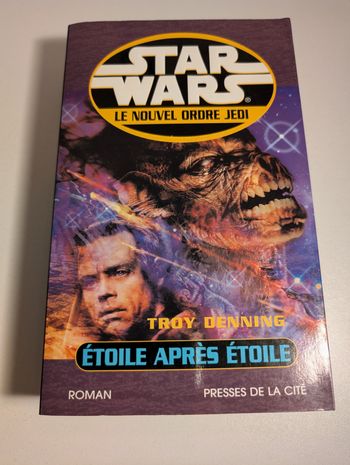 STAR
WARS®
LE NOUVEL ORDRE JEDI
TROY DENNING
ÉTOILE APRÈS ÉTOILE
ROMAN PRESSES DE LA CITÉ